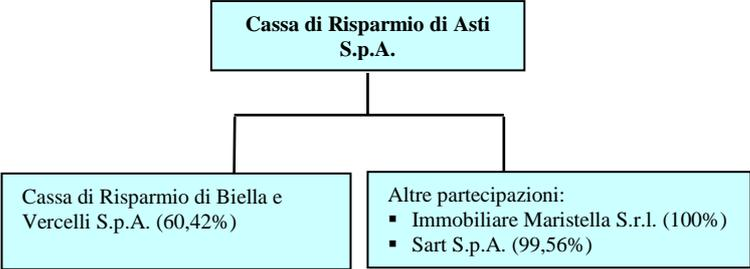 Cassa di Risparmio di Asti
S.p.A.
Cassa di Risparmio di Biella e
Vercelli S.p.A. (60,42%)
Altre partecipazioni:
▪ Immobiliare Maristella S.r.l. (100%)
▪ Sart S.p.A. (99,56%)